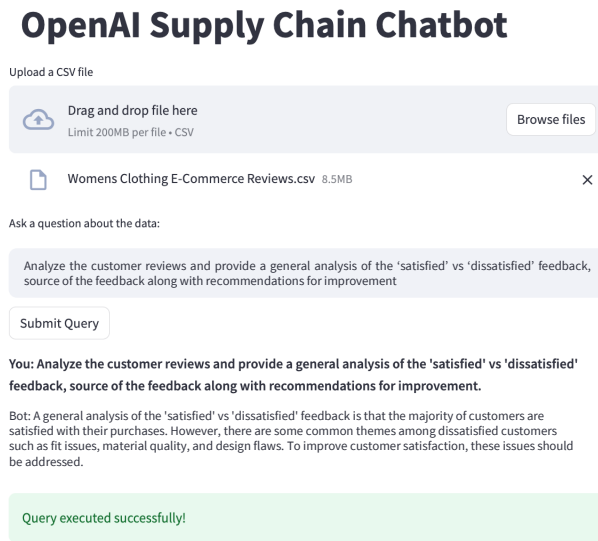 OpenAI Supply Chain Chatbot
Upload a CSV file
Drag and drop file here
Limit 200MB per file • CSV
Browse files
Womens Clothing E-Commerce Reviews.csv 8.5MB
Ask a question about the data:
Analyze the customer reviews and provide a general analysis of the ‘satisfied’ vs ‘dissatisfied’ feedback,
source of the feedback along with recommendations for improvement
Submit Query
You: Analyze the customer reviews and provide a general analysis of the 'satisfied' vs 'dissatisfied'
feedback, source of the feedback along with recommendations for improvement.
Bot: A general analysis of the 'satisfied' vs 'dissatisfied' feedback is that the majority of customers are
satisfied with their purchases. However, there are some common themes among dissatisfied customers
such as fit issues, material quality, and design flaws. To improve customer satisfaction, these issues should
be addressed.
Query executed successfully!